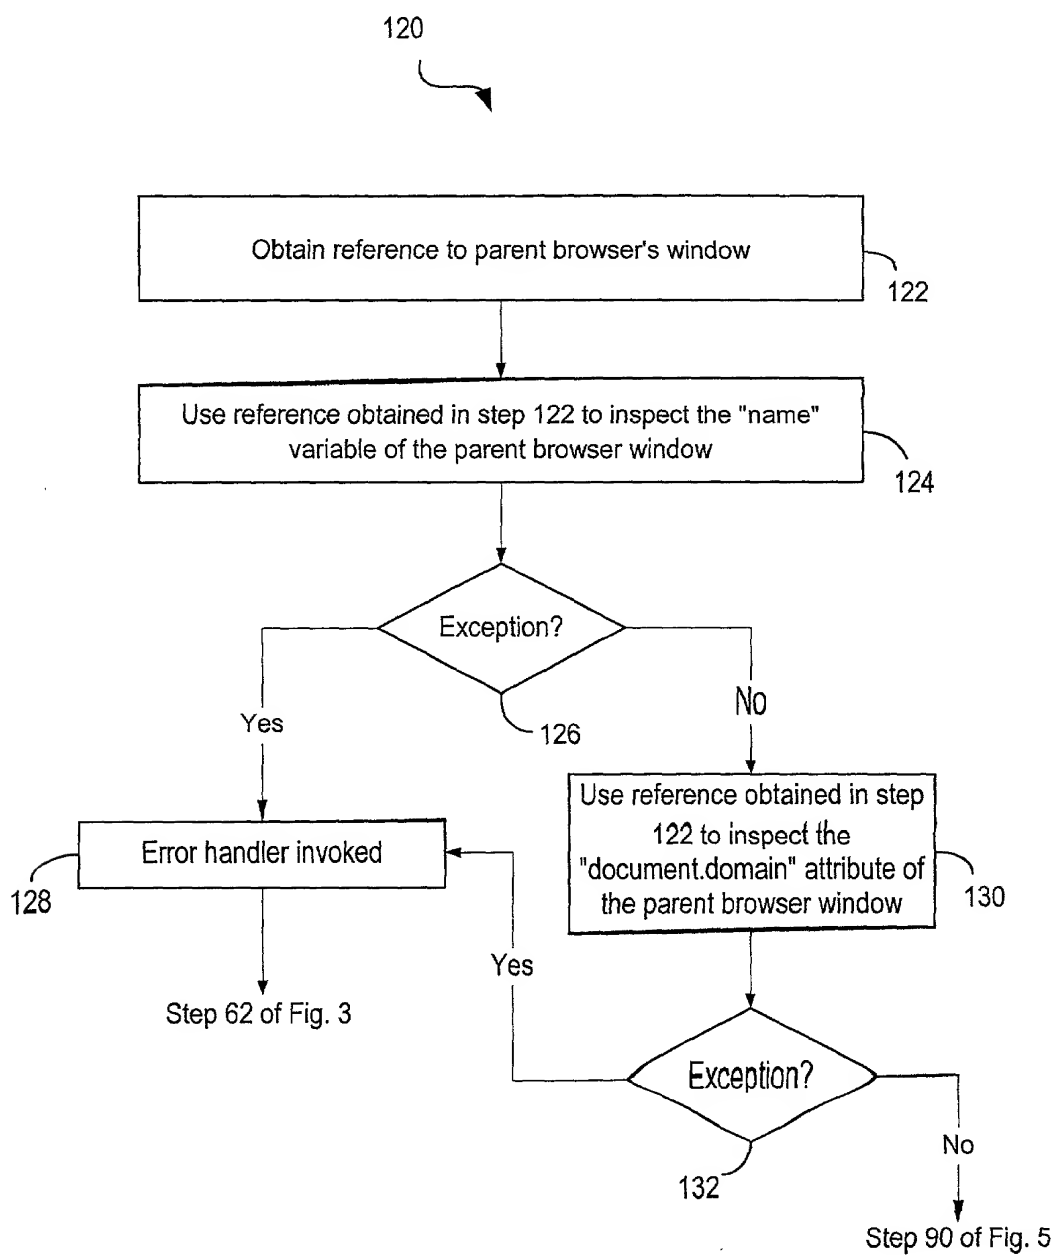 120
Obtain reference to parent browser's window
122
Use reference obtained in step 122 to inspect the "name"
variable of the parent browser window
124
Exception?
126
Yes
No
Use reference obtained in step
122 to inspect the
"document.domain" attribute of
the parent browser window
130
Error handler invoked
128
Yes
Step 62 of Fig. 3
Exception?
132
No
Step 90 of Fig. 5